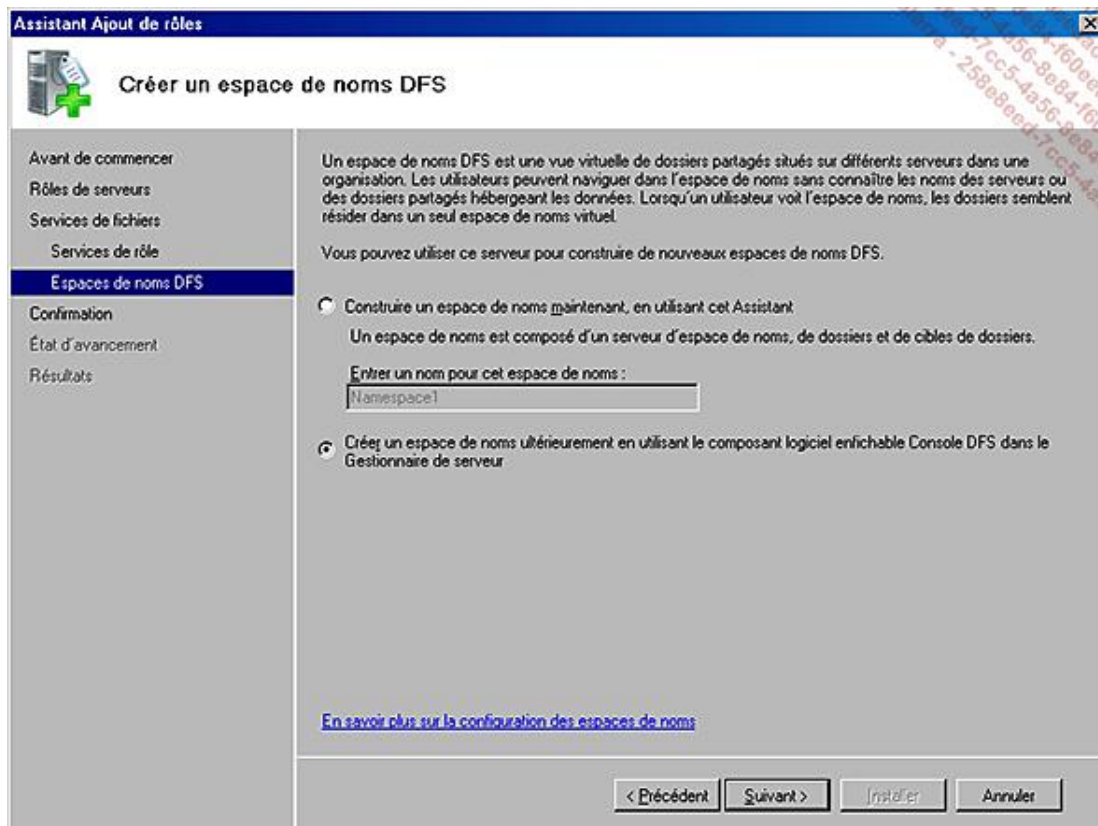 Assistant Ajout de rôles
Créer un espace de noms DFS
Avant de commencer
Rôles de serveurs
Services de fichiers
Services de rôle
Espaces de noms DFS
Confirmation
État d'avancement
Résultats
Un espace de noms DFS est une vue virtuelle de dossiers partagés situés sur différents serveurs dans une
organisation. Les utilisateurs peuvent naviguer dans l'espace de noms sans connaître les noms des serveurs ou
des dossiers partagés hébergeant les données. Lorsqu'un utilisateur voit l'espace de noms, les dossiers semblent
résider dans un seul espace de noms virtuel.
Vous pouvez utiliser ce serveur pour construire de nouveaux espaces de noms DFS.
Construire un espace de noms maintenant, en utilisant cet Assistant
Un espace de noms est composé d'un serveur d'espace de noms, de dossiers et de cibles de dossiers.
Entrer un nom pour cet espace de noms :
Namespace1
Créer un espace de noms ultérieurement en utilisant le composant logiciel enfichable Console DFS dans le
Gestionnaire de serveur
En savoir plus sur la configuration des espaces de noms
< Précédent
Suivant >
Installer
Annuler